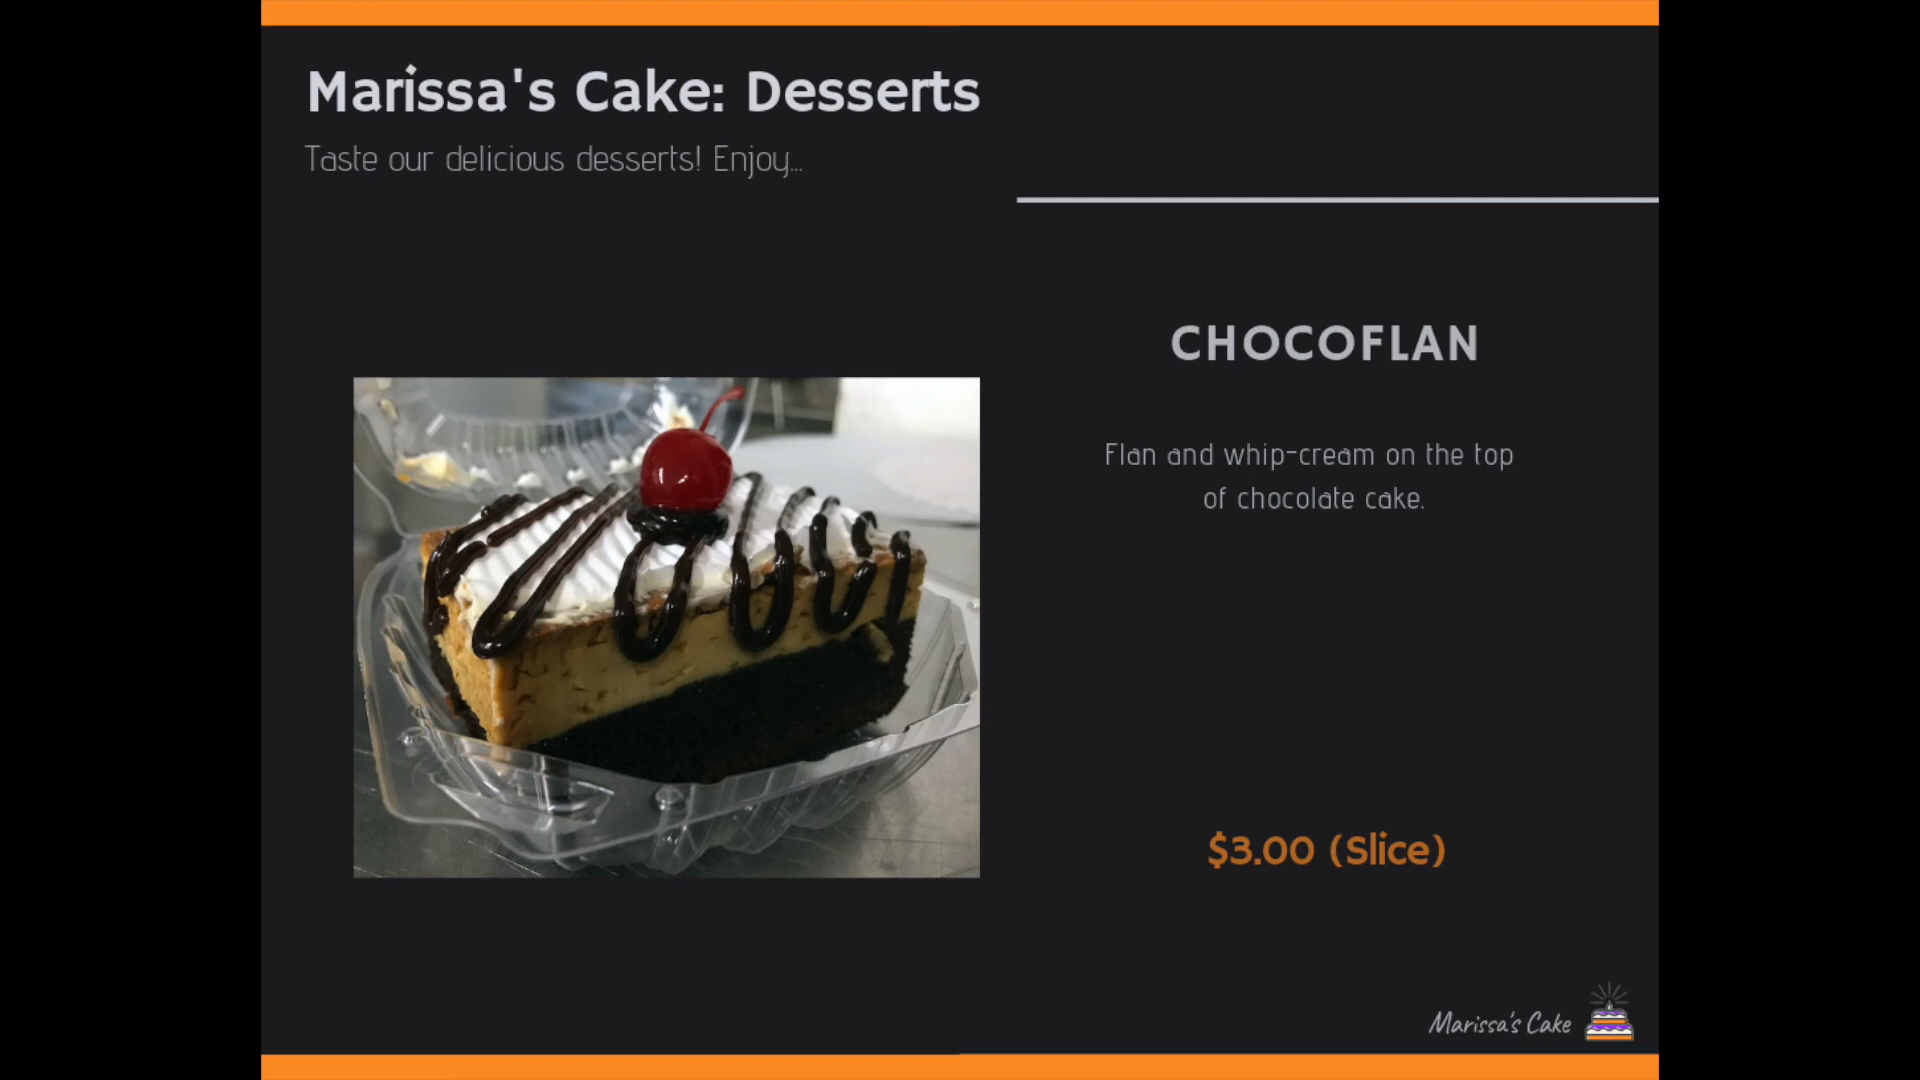 Marissa's Cake: Desserts
Taste our delicious desserts! Enjoy...
CHOCOFLAN
Flan and whip-cream on the top
of chocolate cake.
$3.00 (Slice)
Marissa's Cake